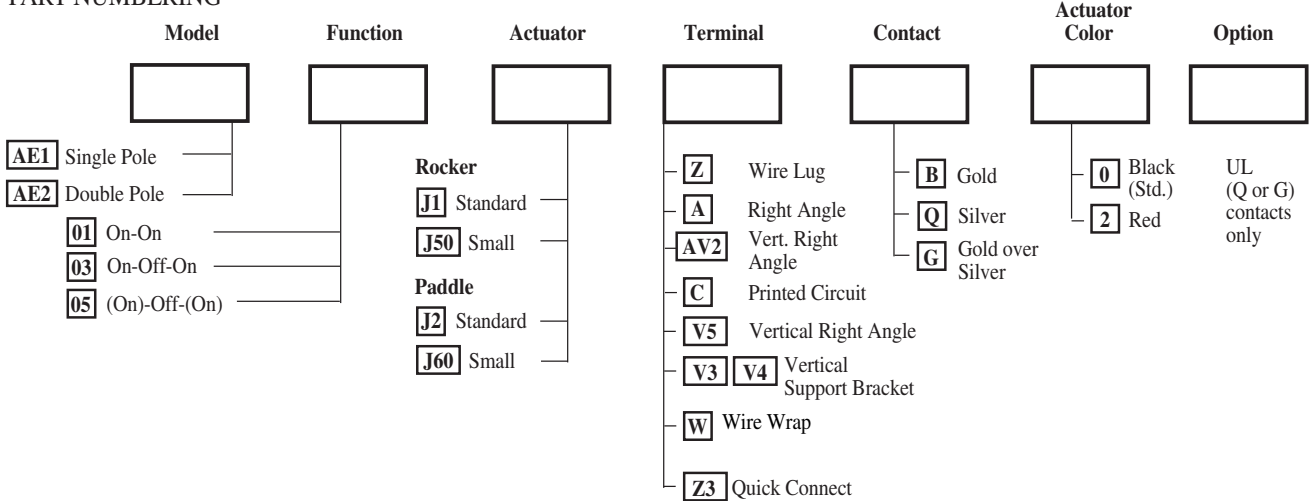 PART NUMBERING
Model Function Actuator Terminal Contact Actuator Color Option
AE1 Single Pole
AE2 Double Pole
01 On-On
03 On-Off-On
05 (On)-Off-(On)
Rocker
J1 Standard
J50 Small
Paddle
J2 Standard
J60 Small
Z Wire Lug
A Right Angle
AV2 Vert. Right
Angle
C Printed Circuit
V5 Vertical Right Angle
V3 V4 Vertical
Support Bracket
W Wire Wrap
Z3 Quick Connect
B Gold
Q Silver
G Gold over
Silver
0 Black
(Std.)
2 Red
UL
(Q or G)
contacts
only